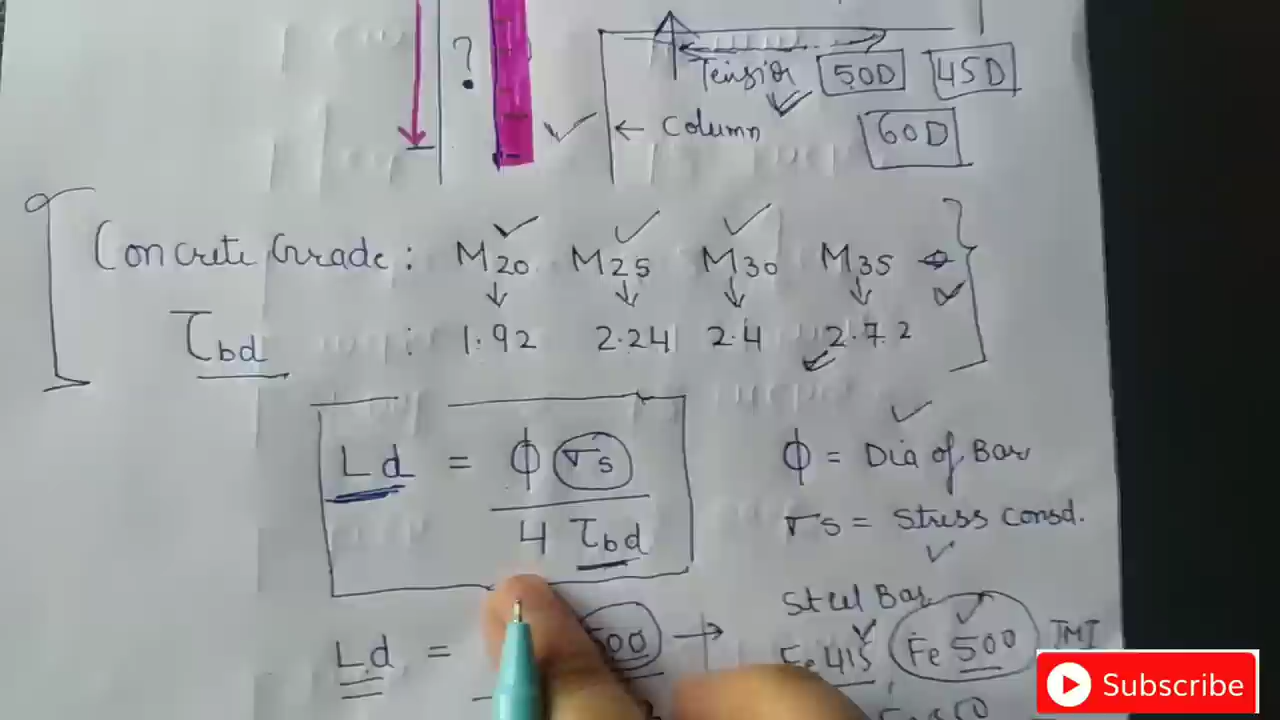 ?
Tension 50D 45D
← Column 60D
Concrete Grade : M20 M25 M30 M35
τbd : 1.92 2.24 2.4 2.72
Ld = ϕ σs / 4 τbd
ϕ = Dia of Bar
σs = Stress Consd.
Steel Bar
Ld = 500 →
Fe 415, Fe 500 TMT
Subscribe